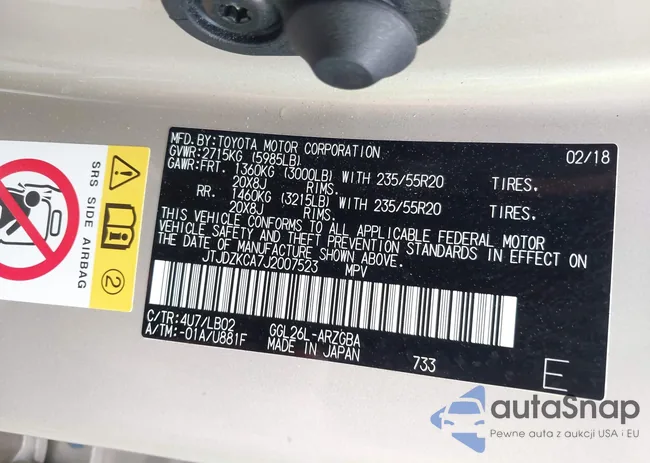 MFD.BY:TOYOTA MOTOR CORPORATION 02/18
GVWR:2715KG (5985LB)
GAWR:FRT. 1360KG (3000LB) WITH 235/55R20 TIRES,
20X8J RIMS.
RR. 1460KG (3215LB) WITH 235/55R20 TIRES,
20X8J RIMS.
THIS VEHICLE CONFORMS TO ALL APPLICABLE FEDERAL MOTOR
VEHICLE SAFETY AND THEFT PREVENTION STANDARDS IN EFFECT ON
THE DATE OF MANUFACTURE SHOWN ABOVE.
JTJDZKCA7J2007523 MPV
C/TR:4U7/LB02 GGL26L-ARZGBA
A/TM:-01A/U881F MADE IN JAPAN 733
E
SRS SIDE AIRBAG
2
autoSnap
Pewne auta z aukcji USA i EU